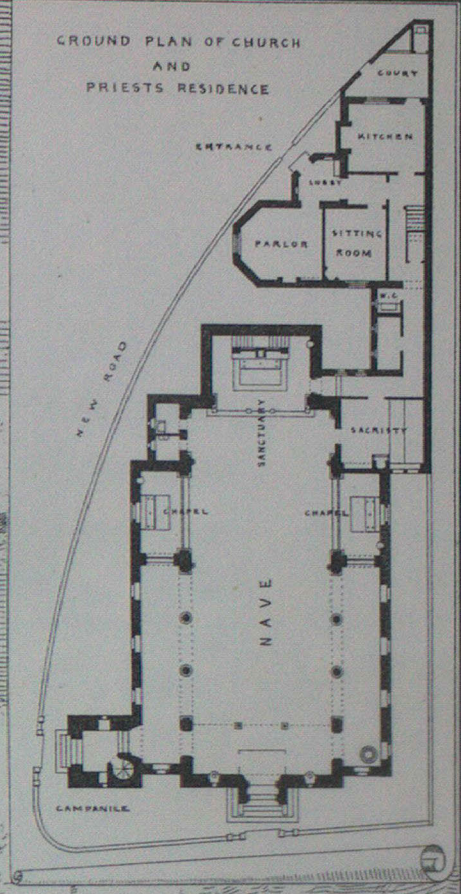 GROUND PLAN OF CHURCH
AND
PRIESTS RESIDENCE
COURT
KITCHEN
ENTRANCE
LOBBY
PARLOR
SITTING
ROOM
W.C
NEW ROAD
SANCTUARY
SACRISTY
CHAPEL
CHAPEL
NAVE
CAMPANILE